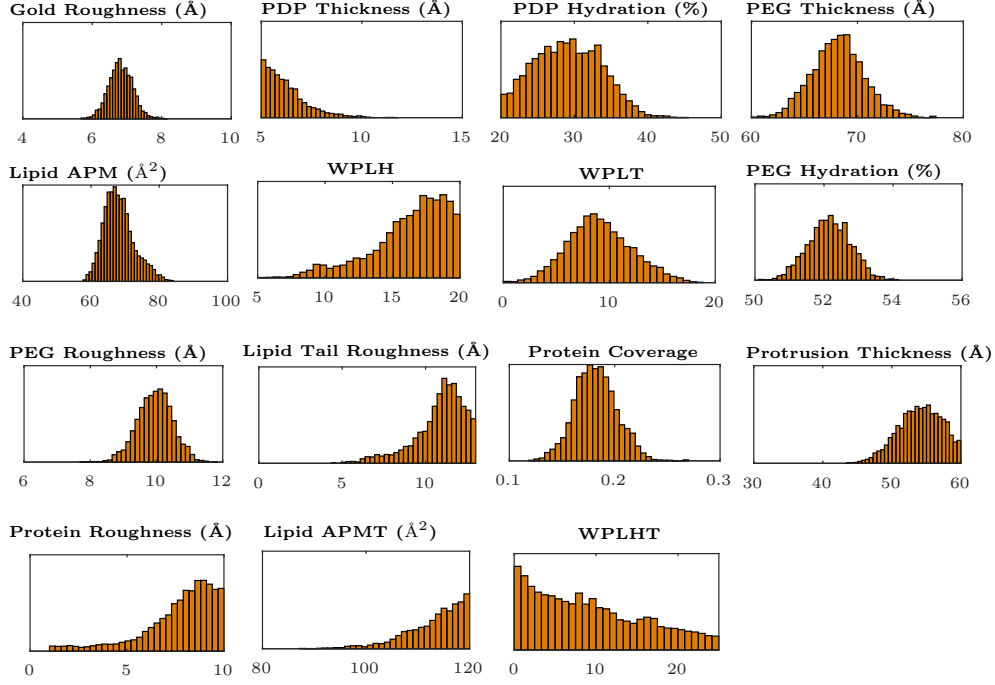 Gold Roughness (Å)
PDP Thickness (Å)
PDP Hydration (%)
PEG Thickness (Å)
4 6 8 10
5 10 15
20 30 40 50
60 70 80
Lipid APM (Å²)
WPLH
WPLT
PEG Hydration (%)
40 60 80 100
5 10 15 20
0 10 20
50 52 54 56
PEG Roughness (Å)
Lipid Tail Roughness (Å)
Protein Coverage
Protrusion Thickness (Å)
6 8 10 12
0 5 10
0.1 0.2 0.3
30 40 50 60
Protein Roughness (Å)
Lipid APMT (Å²)
WPLHT
0 5 10
80 100 120
0 10 20